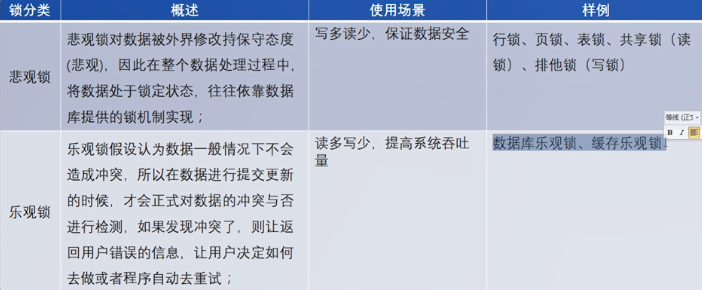 锁分类
概述
使用场景
样例
悲观锁
悲观锁对数据被外界修改持保守态度
(悲观)，因此在整个数据处理过程中，
将数据处于锁定状态，往往依靠数据
库提供的锁机制实现；
写多读少，保证数据安全
行锁、页锁、表锁、共享锁（读
锁）、排他锁（写锁）
乐观锁
乐观锁假设认为数据一般情况下不会
造成冲突，所以在数据进行提交更新
的时候，才会正式对数据的冲突与否
进行检测，如果发现冲突了，则让返
回用户错误的信息，让用户决定如何
去做或者程序自动去重试；
读多写少，提高系统吞吐
量
数据库乐观锁、缓存乐观锁
等线 (正文
B I